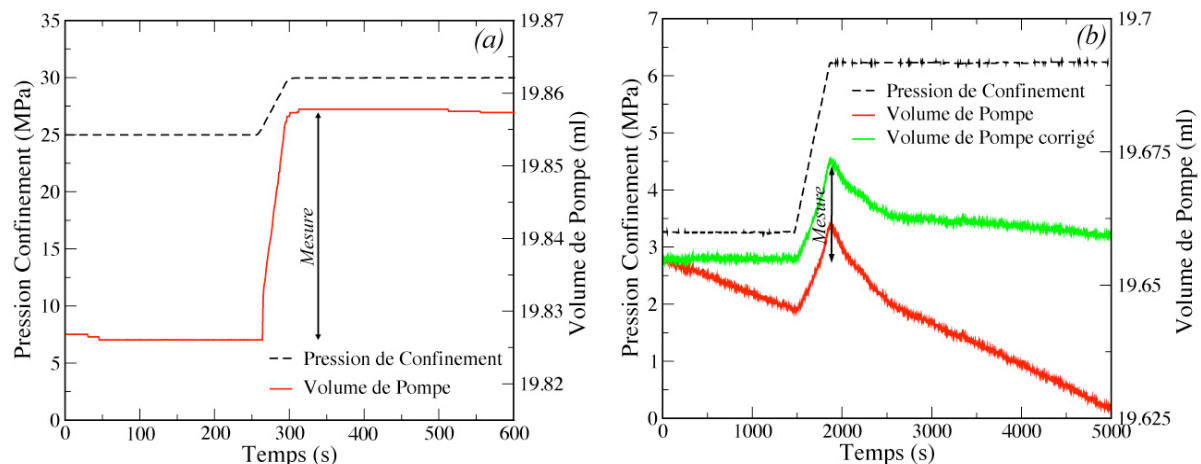 35
30
25
20
15
10
5
0
Pression Confinement (MPa)
(a)
Mesure
Pression de Confinement
Volume de Pompe
0 100 200 300 400 500 600
Temps (s)
19.87
19.86
19.85
19.84
19.83
19.82
Volume de Pompe (ml)
7
6
5
4
3
2
1
0
Pression Confinement (MPa)
(b)
Pression de Confinement
Volume de Pompe
Volume de Pompe corrigé
Mesure
0 1000 2000 3000 4000 5000
Temps (s)
19.7
19.675
19.65
19.625
Volume de Pompe (ml)